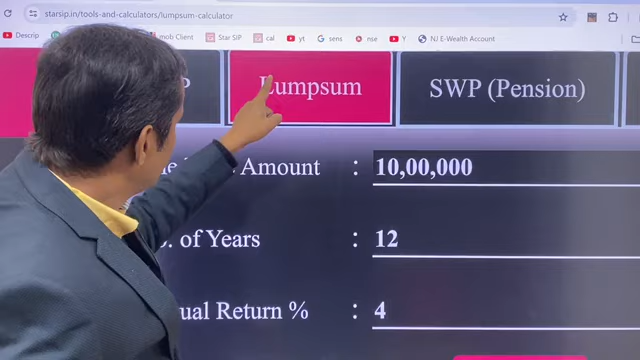 starsip.in/tools-and-calculators/lumpsum-calculator
Descrip
mob Client
Star SIP
cal
yt
sens
nse
Y
NJ E-Wealth Account
P
Lumpsum
SWP (Pension)
Amount : 10,00,000
of Years : 12
ual Return % : 4